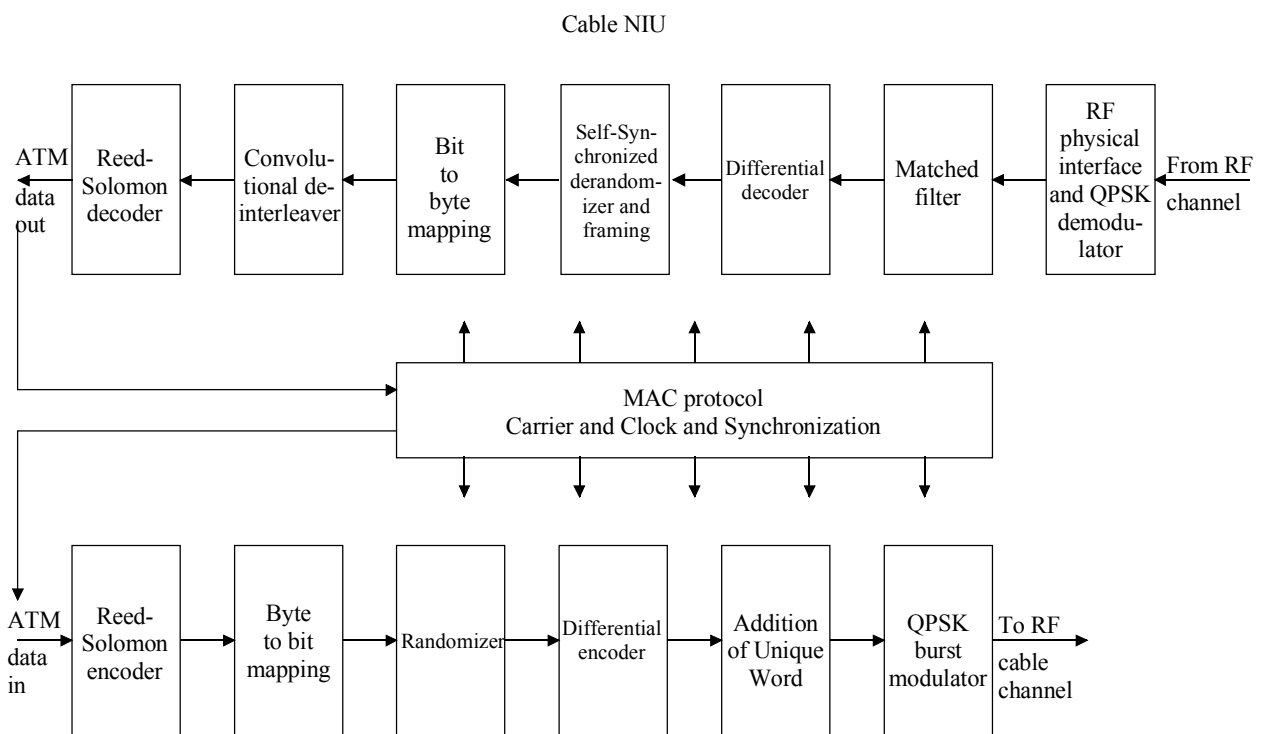 Cable NIU
ATM
data
out
Reed-
Solomon
decoder
Convolu-
tional de-
interleaver
Bit
to
byte
mapping
Self-Syn-
chronized
derandom-
izer and
framing
Differential
decoder
Matched
filter
RF
physical
interface
and QPSK
demodu-
lator
From RF
channel
MAC protocol
Carrier and Clock and Synchronization
ATM
data
in
Reed-
Solomon
encoder
Byte
to bit
mapping
Randomizer
Differential
encoder
Addition
of Unique
Word
QPSK
burst
modulator
To RF
cable
channel